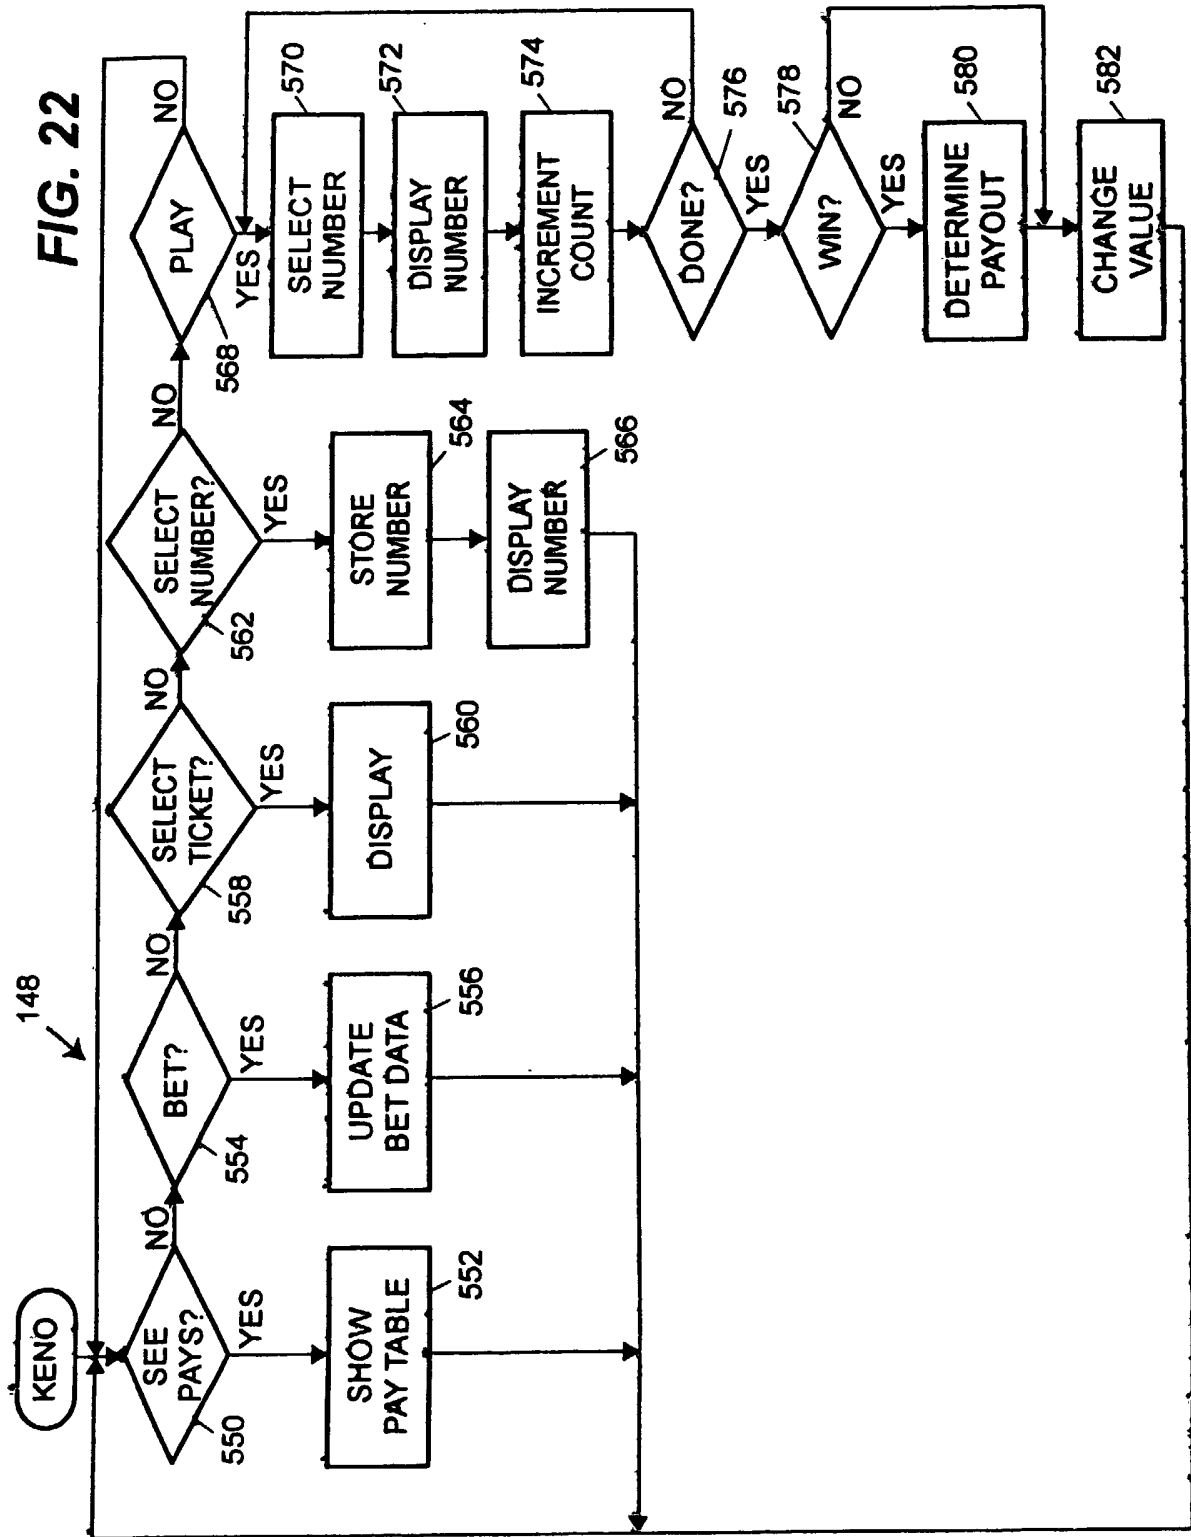 FIG. 22
148
KENO
SEE
PAYS?
550
NO
YES
SHOW
PAY TABLE
552
BET?
554
NO
YES
UPDATE
BET DATA
556
SELECT
TICKET?
558
NO
YES
DISPLAY
560
SELECT
NUMBER?
562
NO
YES
STORE
NUMBER
564
DISPLAY
NUMBER
566
PLAY
568
NO
YES
SELECT
NUMBER
570
DISPLAY
NUMBER
572
INCREMENT
COUNT
574
DONE?
576
NO
YES
WIN?
578
NO
YES
DETERMINE
PAYOUT
580
CHANGE
VALUE
582